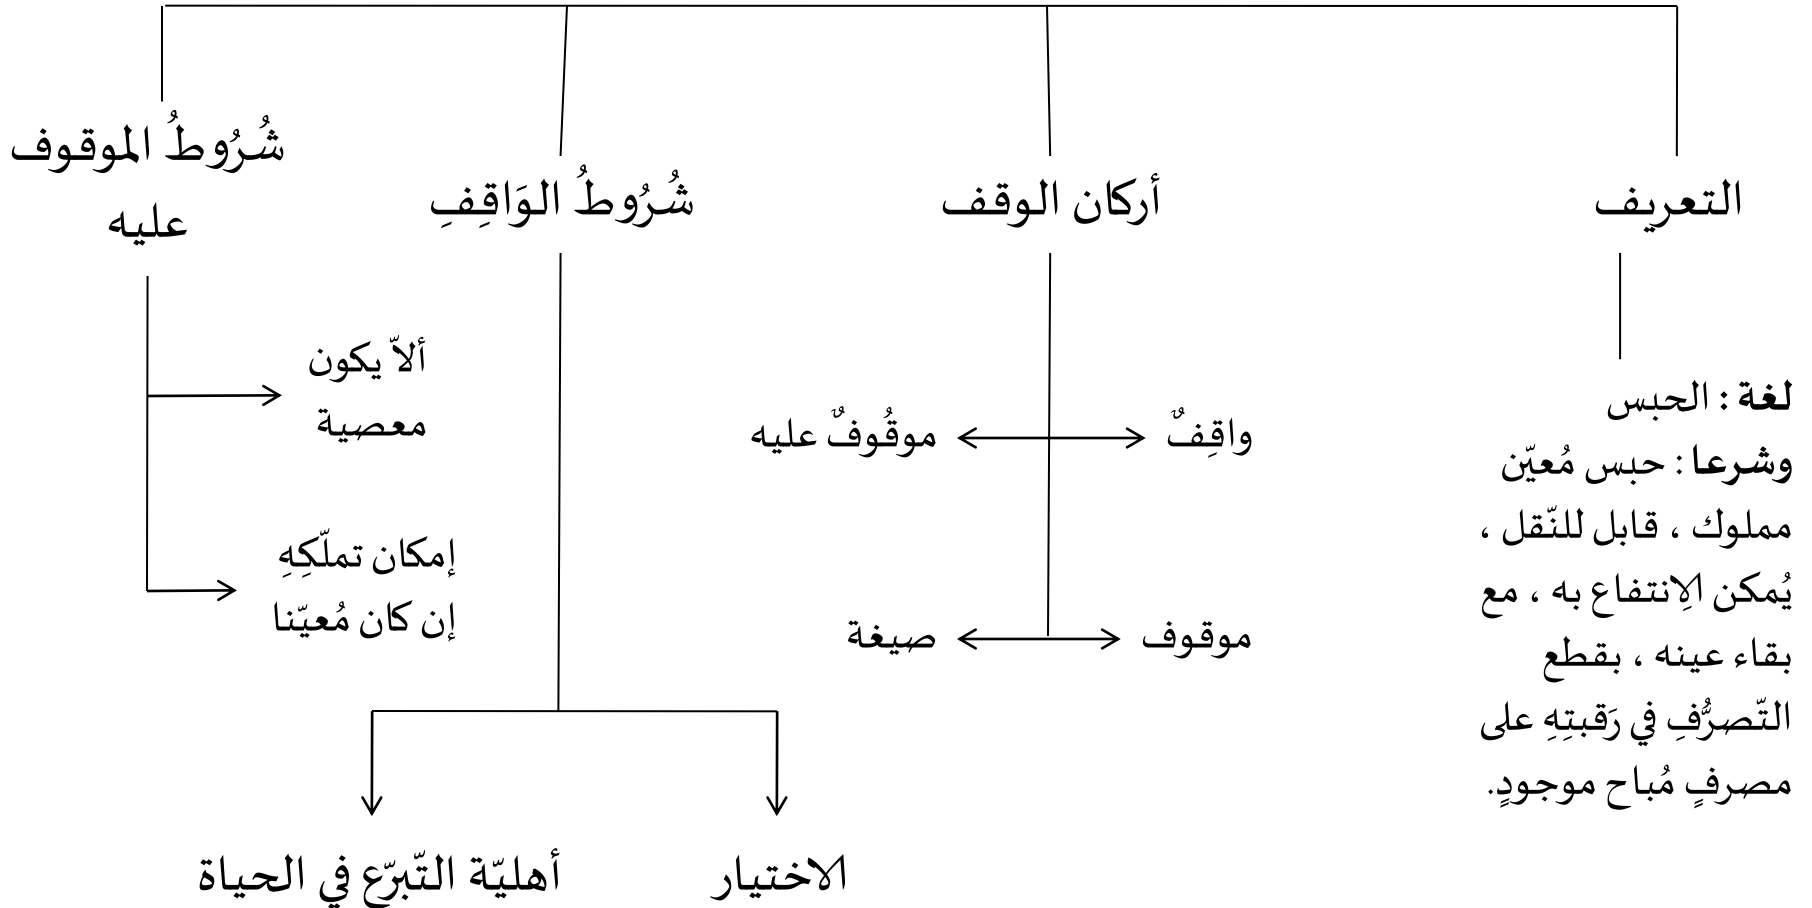 التعريف
لغة : الحبس
وشرعا : حبس مُعيّن
مملوك ، قابل للنّقل ،
يُمكن الِانتفاع به ، مع
بقاء عينه ، بقطع
التّصرُّفِ في رَقبتِهِ على
مصرفٍ مُباح موجودٍ.
أركان الوقف
واقِفٌ
موقُوفٌ عليه
موقوف
صيغة
شُرُوطُ الوَاقِفِ
الاختيار
أهليّة التّبرّع في الحياة
شُرُوطُ الموقوف
عليه
ألاّ يكون
معصية
إمكان تملّكِهِ
إن كان مُعيّنا